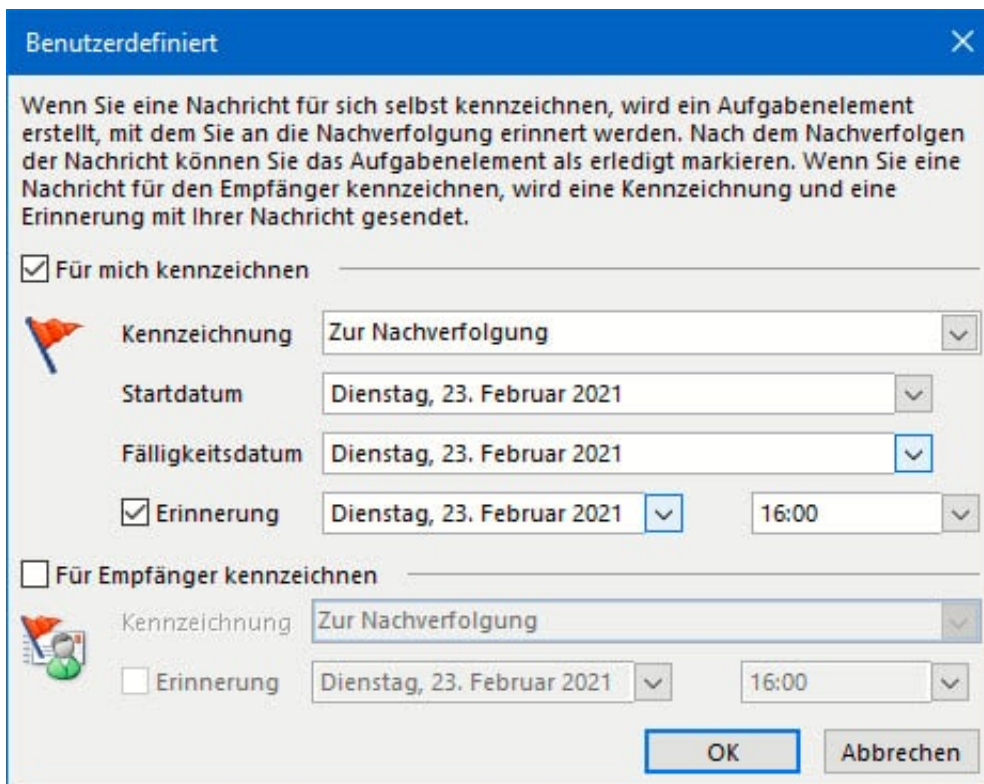 Benutzerdefiniert
Wenn Sie eine Nachricht für sich selbst kennzeichnen, wird ein Aufgabenelement
erstellt, mit dem Sie an die Nachverfolgung erinnert werden. Nach dem Nachverfolgen
der Nachricht können Sie das Aufgabenelement als erledigt markieren. Wenn Sie eine
Nachricht für den Empfänger kennzeichnen, wird eine Kennzeichnung und eine
Erinnerung mit Ihrer Nachricht gesendet.
Für mich kennzeichnen
Kennzeichnung Zur Nachverfolgung
Startdatum Dienstag, 23. Februar 2021
Fälligkeitsdatum Dienstag, 23. Februar 2021
Erinnerung Dienstag, 23. Februar 2021 16:00
Für Empfänger kennzeichnen
Kennzeichnung Zur Nachverfolgung
Erinnerung Dienstag, 23. Februar 2021 16:00
OK Abbrechen